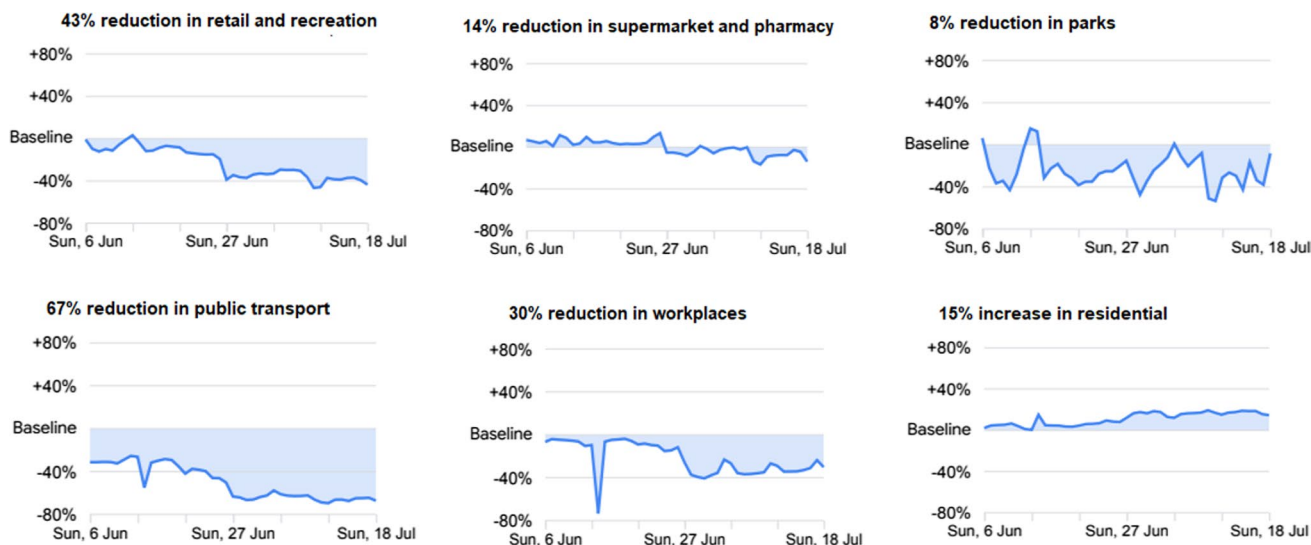 43% reduction in retail and recreation
+80%
+40%
Baseline
-40%
-80%
Sun, 6 Jun Sun, 27 Jun Sun, 18 Jul
14% reduction in supermarket and pharmacy
+80%
+40%
Baseline
-40%
-80%
Sun, 6 Jun Sun, 27 Jun Sun, 18 Jul
8% reduction in parks
+80%
+40%
Baseline
-40%
-80%
Sun, 6 Jun Sun, 27 Jun Sun, 18 Jul
67% reduction in public transport
+80%
+40%
Baseline
-40%
-80%
Sun, 6 Jun Sun, 27 Jun Sun, 18 Jul
30% reduction in workplaces
+80%
+40%
Baseline
-40%
-80%
Sun, 6 Jun Sun, 27 Jun Sun, 18 Jul
15% increase in residential
+80%
+40%
Baseline
-40%
-80%
Sun, 6 Jun Sun, 27 Jun Sun, 18 Jul